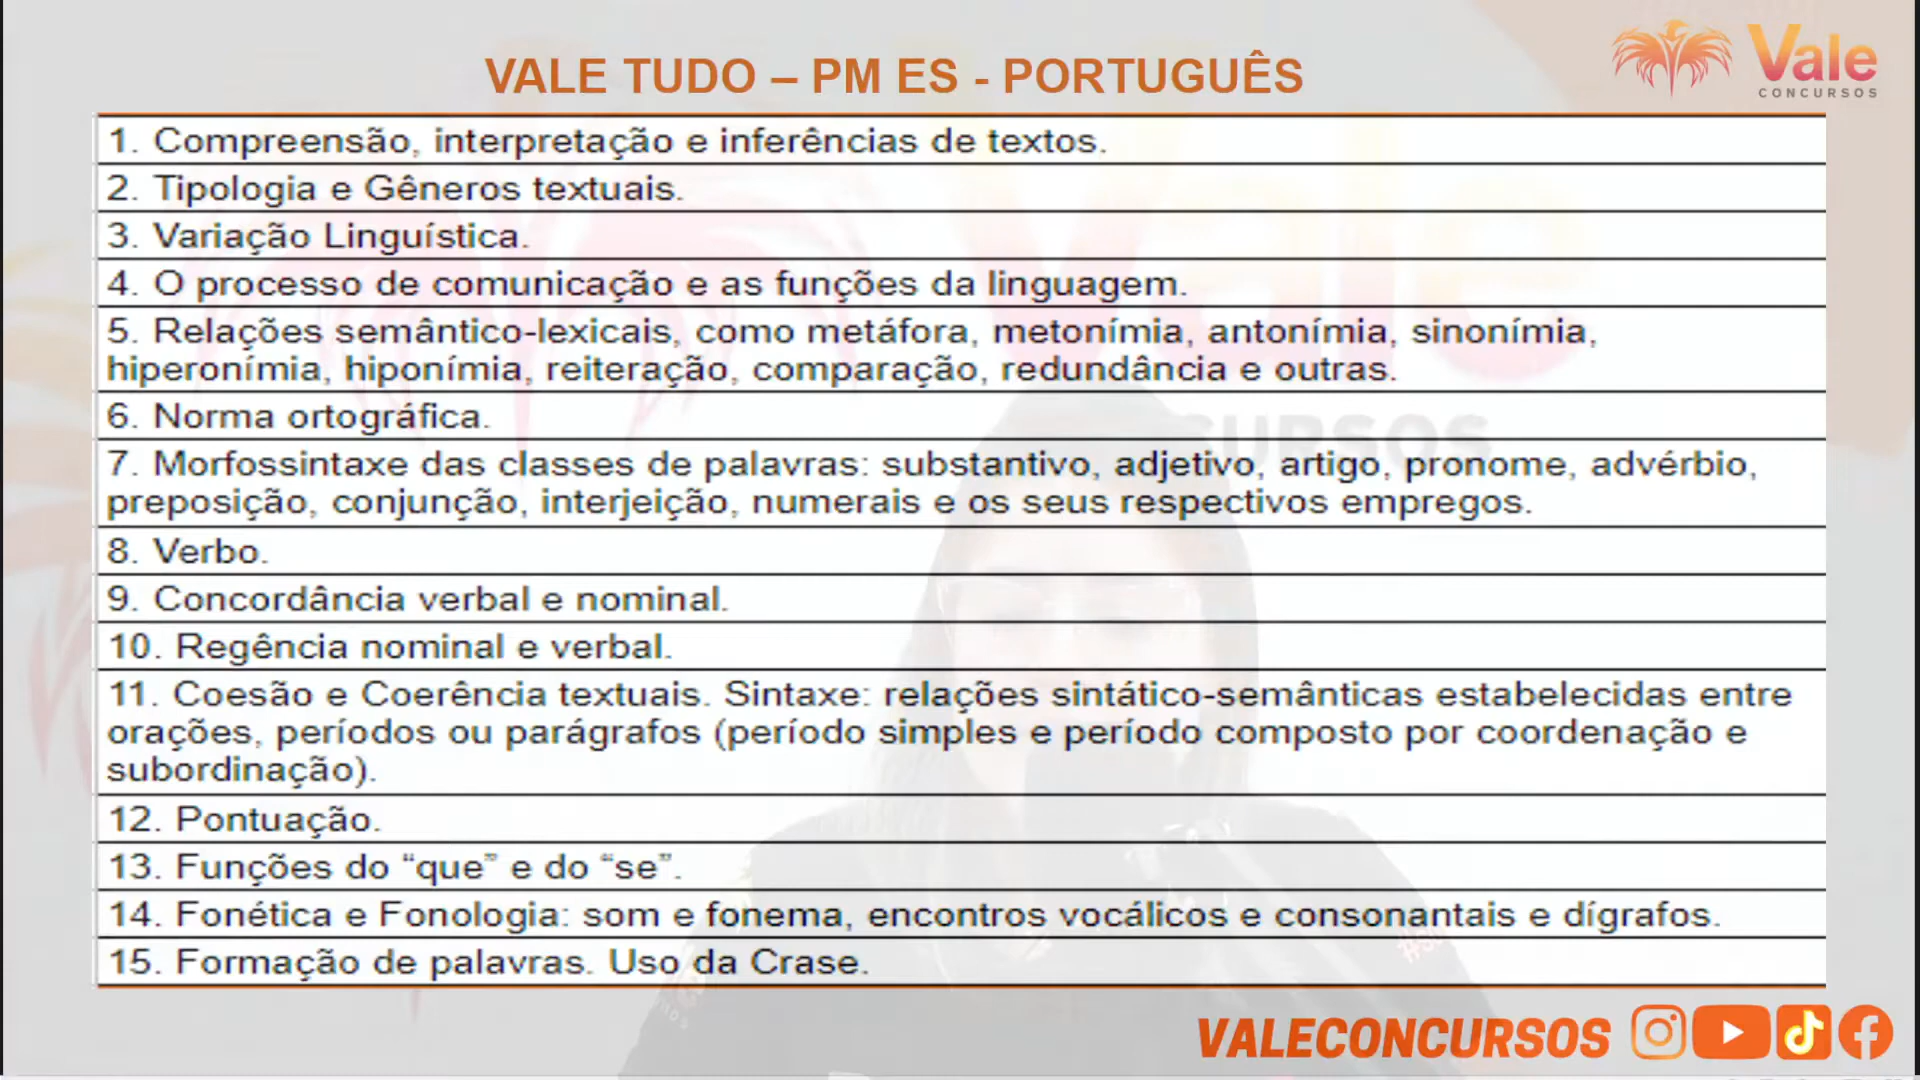 VALE TUDO – PM ES - PORTUGUÊS
Vale
CONCURSOS
1. Compreensão, interpretação e inferências de textos.
2. Tipologia e Gêneros textuais.
3. Variação Linguística.
4. O processo de comunicação e as funções da linguagem.
5. Relações semântico-lexicais, como metáfora, metonímia, antonímia, sinonímia,
hiperonímia, hiponímia, reiteração, comparação, redundância e outras.
6. Norma ortográfica.
7. Morfossintaxe das classes de palavras: substantivo, adjetivo, artigo, pronome, advérbio,
preposição, conjunção, interjeição, numerais e os seus respectivos empregos.
8. Verbo.
9. Concordância verbal e nominal.
10. Regência nominal e verbal.
11. Coesão e Coerência textuais. Sintaxe: relações sintático-semânticas estabelecidas entre
orações, períodos ou parágrafos (período simples e período composto por coordenação e
subordinação).
12. Pontuação.
13. Funções do “que” e do “se”.
14. Fonética e Fonologia: som e fonema, encontros vocálicos e consonantais e dígrafos.
15. Formação de palavras. Uso da Crase.
VALECONCURSOS